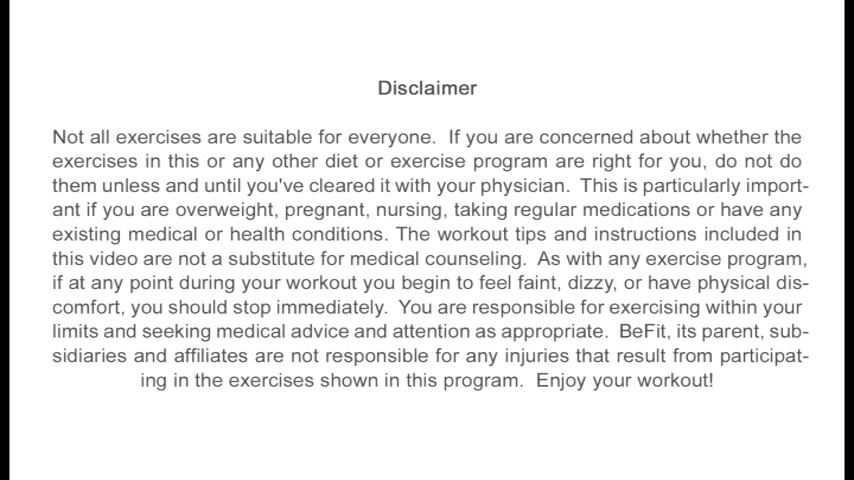 Disclaimer
Not all exercises are suitable for everyone.  If you are concerned about whether the
exercises in this or any other diet or exercise program are right for you, do not do
them unless and until you've cleared it with your physician.  This is particularly import-
ant if you are overweight, pregnant, nursing, taking regular medications or have any
existing medical or health conditions. The workout tips and instructions included in
this video are not a substitute for medical counseling.  As with any exercise program,
if at any point during your workout you begin to feel faint, dizzy, or have physical dis-
comfort, you should stop immediately.  You are responsible for exercising within your
limits and seeking medical advice and attention as appropriate.  BeFit, its parent, sub-
sidiaries and affiliates are not responsible for any injuries that result from participat-
ing in the exercises shown in this program.  Enjoy your workout!